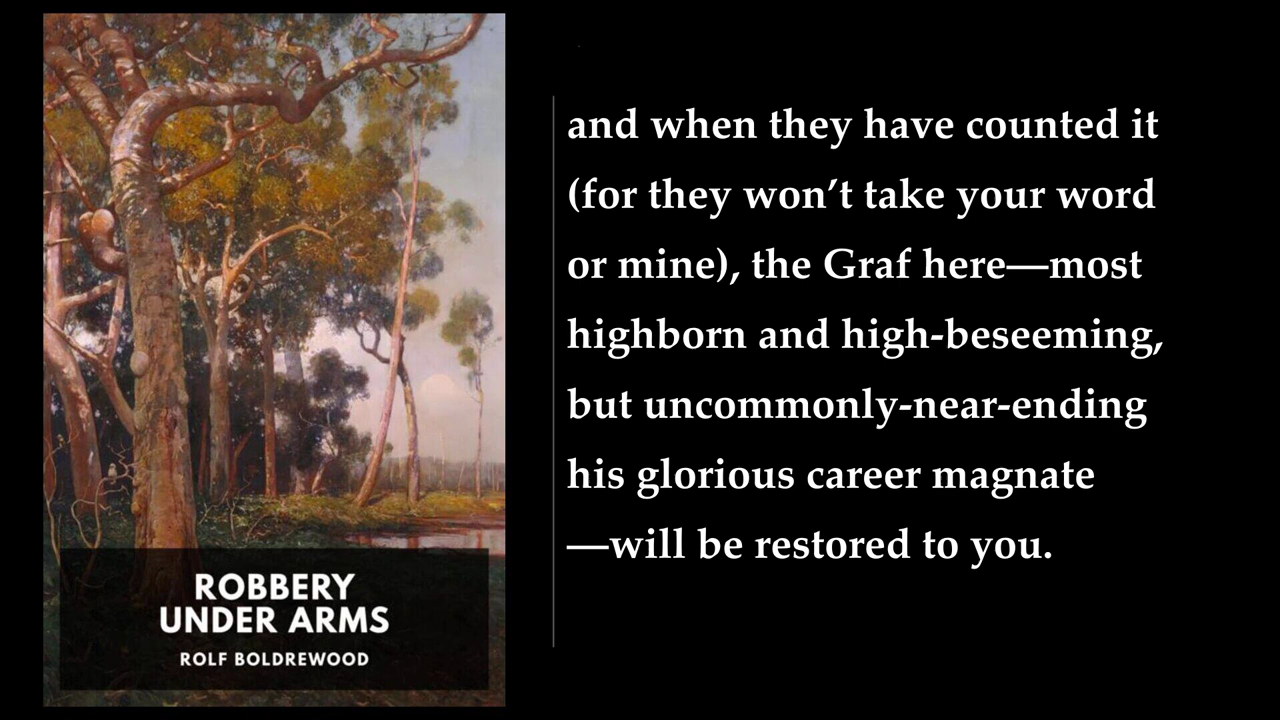 ROBBERY
UNDER ARMS
ROLF BOLDREWOOD
and when they have counted it
(for they won’t take your word
or mine), the Graf here—most
highborn and high-beseeming,
but uncommonly-near-ending
his glorious career magnate
—will be restored to you.